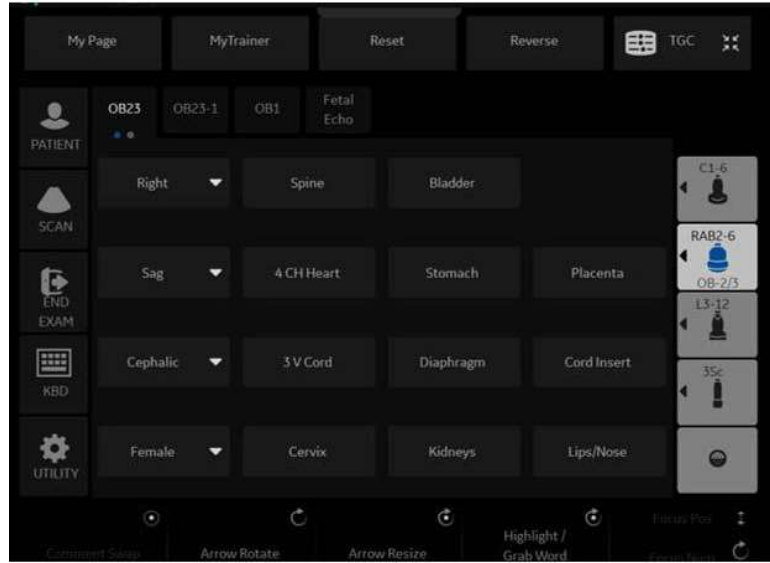 My Page
MyTrainer
Reset
Reverse
TGC
PATIENT
SCAN
END
EXAM
KBD
UTILITY
OB23
OB23-1
OB1
Fetal
Echo
Right
Spine
Bladder
Sag
4 CH Heart
Stomach
Placenta
Cephalic
3 V Cord
Diaphragm
Cord Insert
Female
Cervix
Kidneys
Lips/Nose
C1-6
RAB2-6
OB-2/3
L3-12
3Sc
Comment Swap
Arrow Rotate
Arrow Resize
Highlight /
Grab Word
Focus Pos
Focus Num